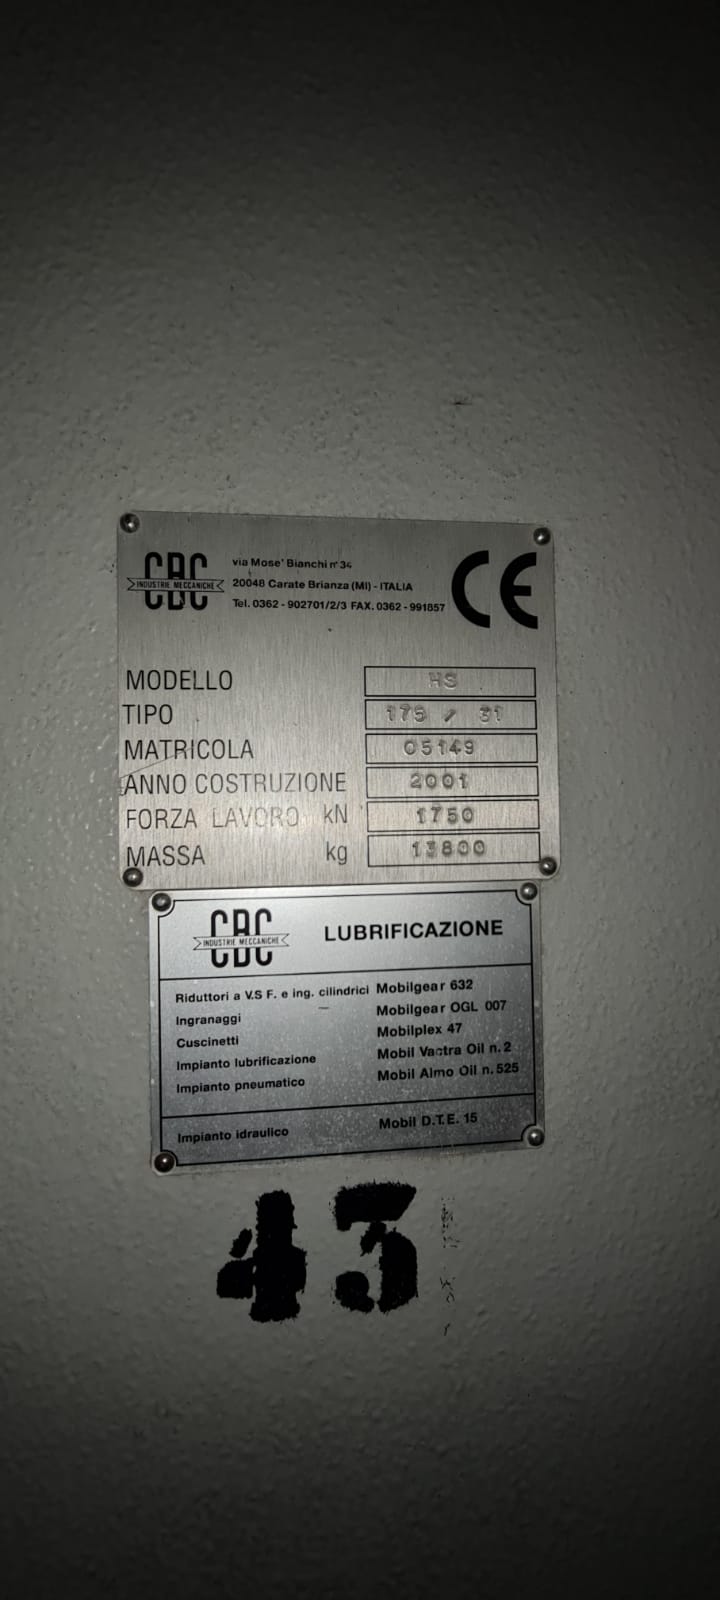 CBC
INDUSTRIE MECCANICHE
via Mose' Bianchi n° 34
20048 Carate Brianza (MI) - ITALIA
Tel. 0362 - 902701/2/3 FAX. 0362 - 991857
CE
MODELLO HS
TIPO 175 / 31
MATRICOLA 05149
ANNO COSTRUZIONE 2001
FORZA LAVORO kN 1750
MASSA kg 13800
CBC
INDUSTRIE MECCANICHE
LUBRIFICAZIONE
Riduttori a V.S F. e ing. cilindrici Mobilgear 632
Ingranaggi Mobilgear OGL 007
Cuscinetti Mobilplex 47
Impianto lubrificazione Mobil Vactra Oil n. 2
Impianto pneumatico Mobil Almo Oil n. 525
Impianto idraulico Mobil D.T.E. 15
43